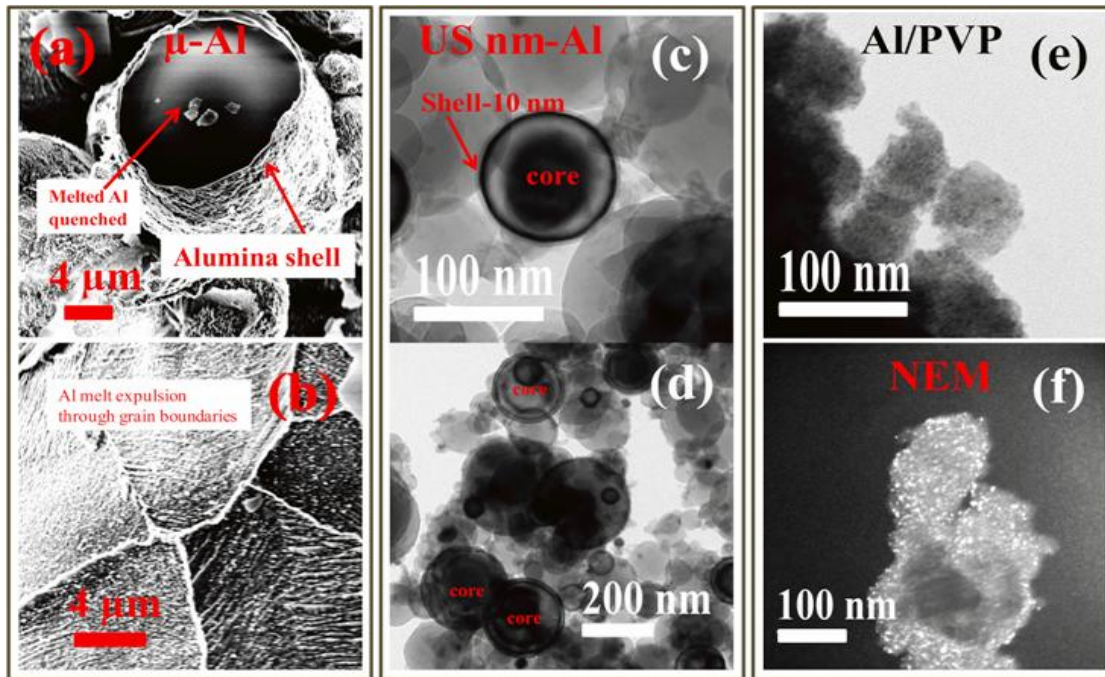 (a)
μ-Al
Melted Al
quenched
Alumina shell
4 μm
Al melt expulsion
through grain boundaries
(b)
4 μm
US nm-Al
(c)
Shell-10 nm
core
100 nm
(d)
core
core
core
200 nm
Al/PVP
(e)
100 nm
NEM
(f)
100 nm